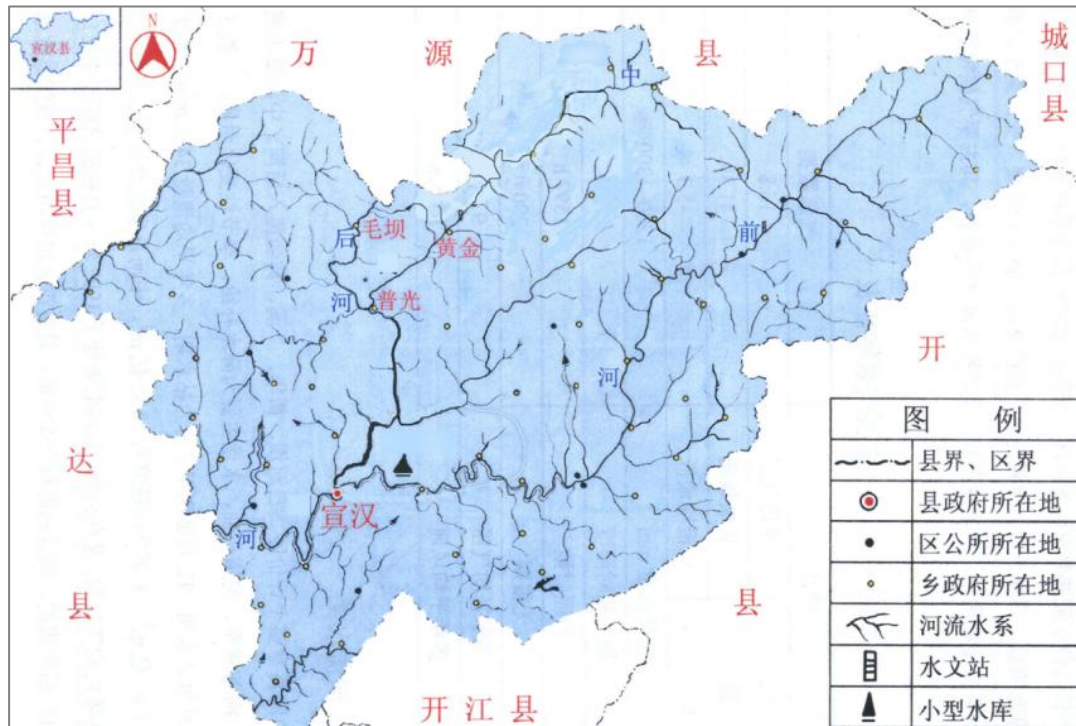 宣汉县
N
万源县
城口县
平昌县
中
后
河
毛坝
黄金
普光
前
河
开县
达县
宣汉
河
开江县
图 例
县界、区界
县政府所在地
区公所所在地
乡政府所在地
河流水系
水文站
小型水库